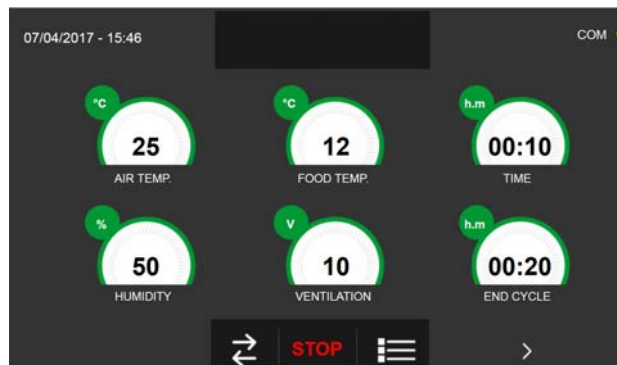 07/04/2017 - 15:46
COM
°C
25
AIR TEMP.
°C
12
FOOD TEMP.
h.m
00:10
TIME
%
50
HUMIDITY
V
10
VENTILATION
h.m
00:20
END CYCLE
STOP